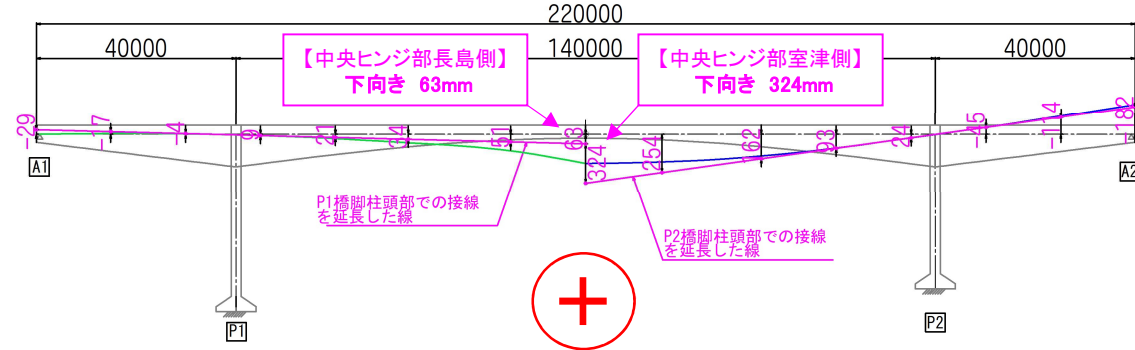 220000
40000
140000
40000
【中央ヒンジ部長島側】
下向き 63mm
【中央ヒンジ部室津側】
下向き 324mm
-29
-17
-4
9
21
34
51
63
324
254
162
93
24
-45
-114
-182
A1
A2
P1橋脚柱頭部での接線
を延長した線
P2橋脚柱頭部での接線
を延長した線
P1
P2